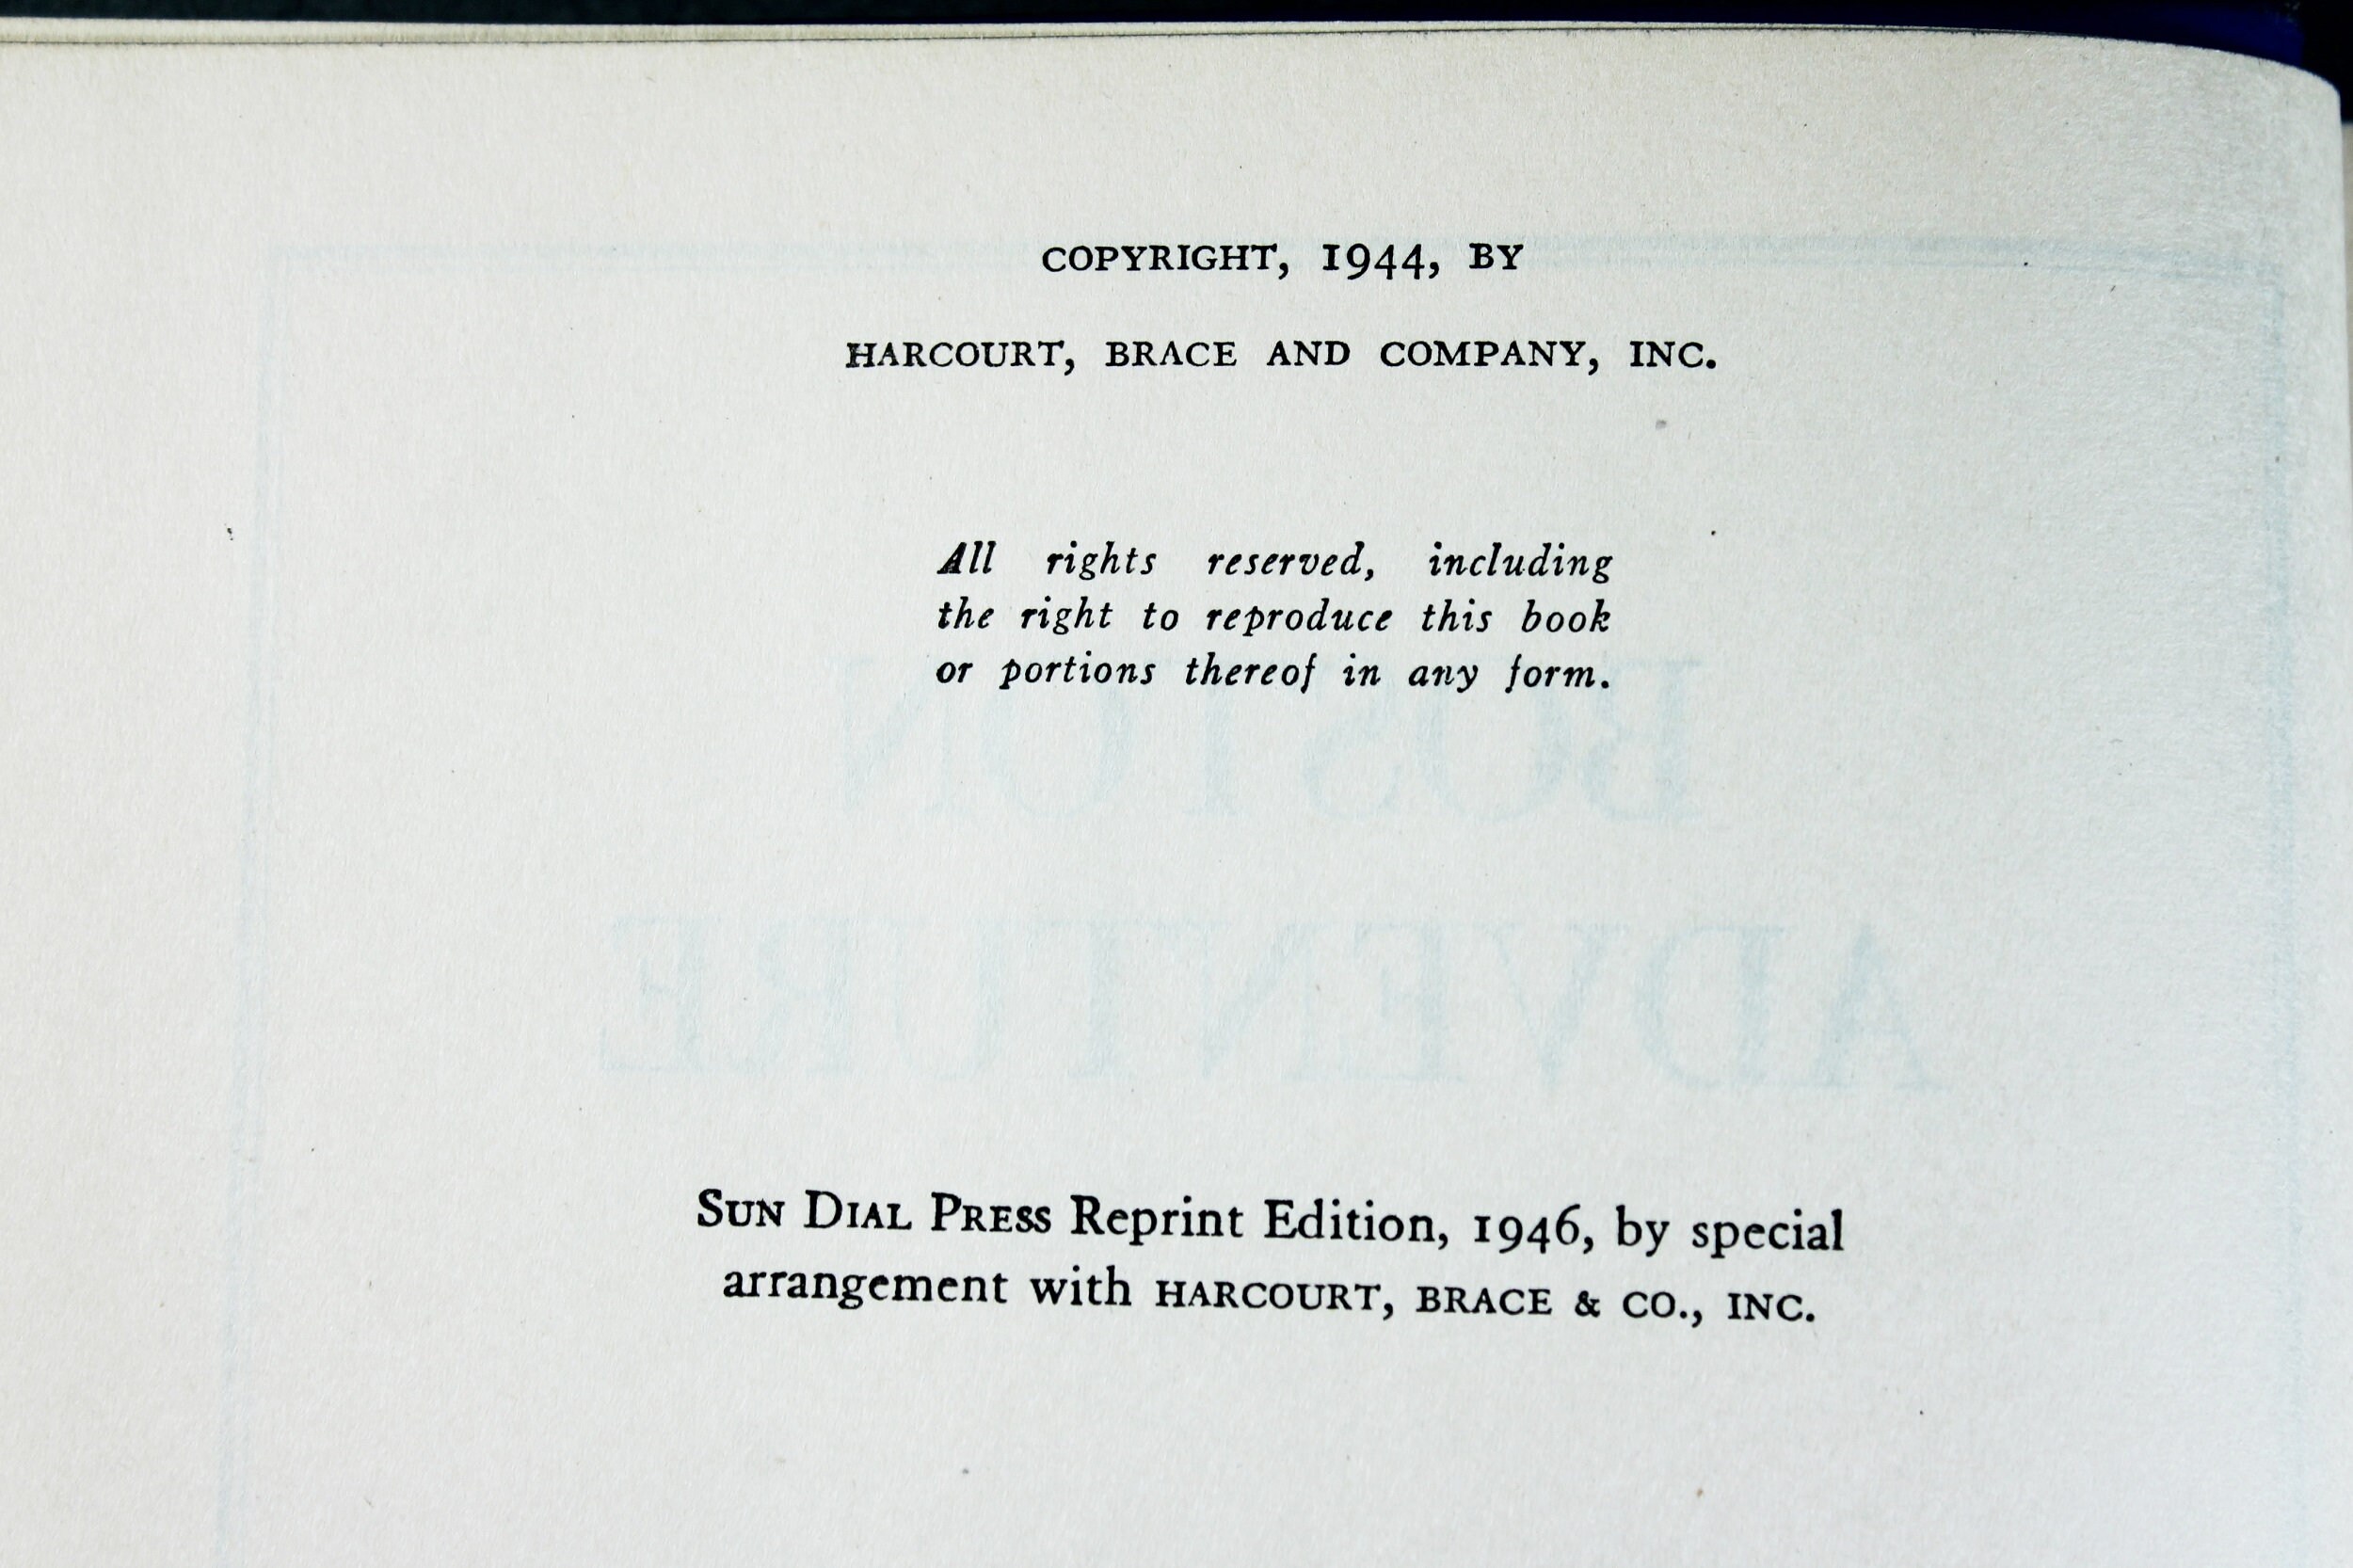 COPYRIGHT, 1944, BY
HARCOURT, BRACE AND COMPANY, INC.
All rights reserved, including
the right to reproduce this book
or portions thereof in any form.
BOSTON
ADVENTURE
SUN DIAL PRESS Reprint Edition, 1946, by special
arrangement with HARCOURT, BRACE & CO., INC.